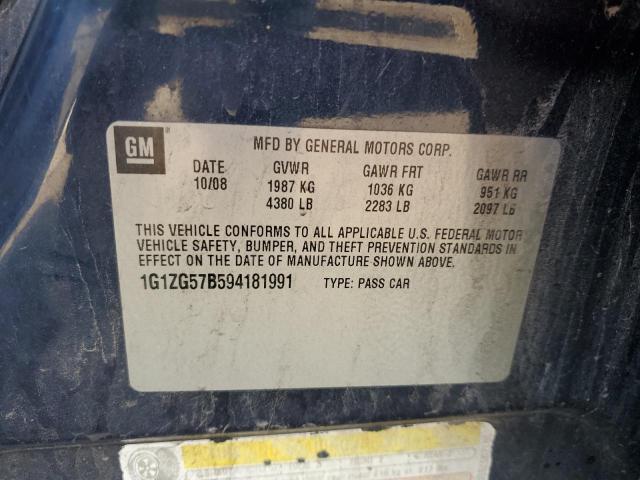 GM
MFD BY GENERAL MOTORS CORP.
DATE GVWR GAWR FRT GAWR RR
10/08 1987 KG 1036 KG 951 KG
4380 LB 2283 LB 2097 LB
THIS VEHICLE CONFORMS TO ALL APPLICABLE U.S. FEDERAL MOTOR
VEHICLE SAFETY, BUMPER, AND THEFT PREVENTION STANDARDS IN
EFFECT ON THE DATE OF MANUFACTURE SHOWN ABOVE.
1G1ZG57B594181991 TYPE: PASS CAR